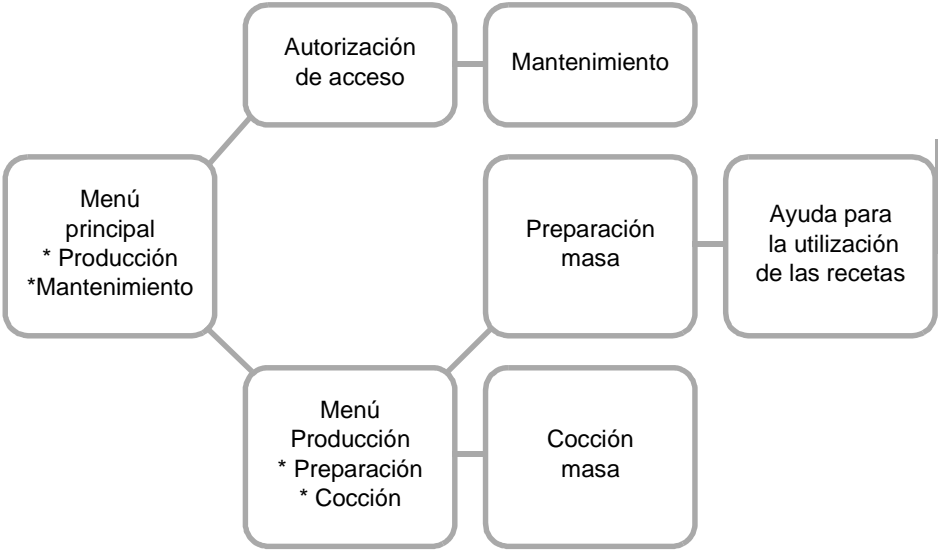 Autorización
de acceso
Mantenimiento
Menú
principal
* Producción
*Mantenimiento
Preparación
masa
Ayuda para
la utilización
de las recetas
Menú
Producción
* Preparación
* Cocción
Cocción
masa